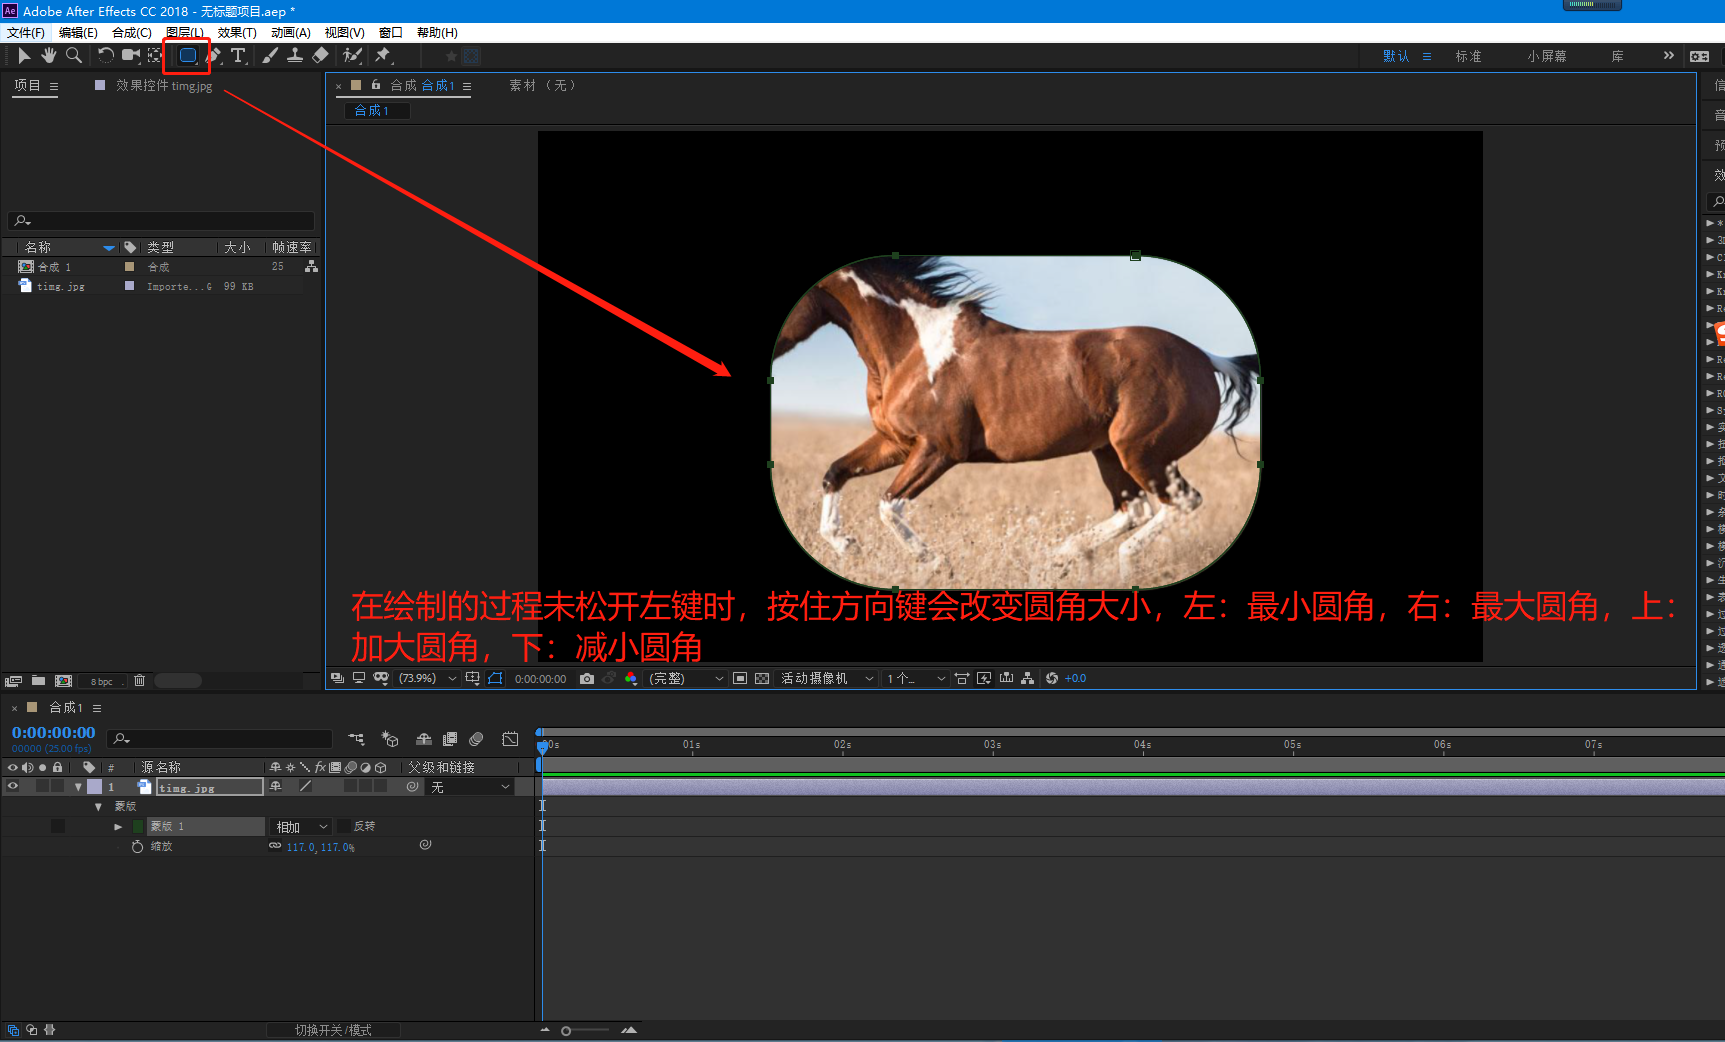 Ae Adobe After Effects CC 2018 - 无标题项目.aep *
文件(F) 编辑(E) 合成(C) 图层(L) 效果(T) 动画(A) 视图(V) 窗口 帮助(H)
默认 标准 小屏幕 库
项目 效果控件 timg.jpg
合成 合成1 素材 (无)
合成1
名称 类型 大小 帧速率
合成 1 合成 25
timg.jpg Importe...G 99 KB
在绘制的过程未松开左键时，按住方向键会改变圆角大小，左：最小圆角，右：最大圆角，上：
加大圆角，下：减小圆角
8 bpc
(73.9%) 0:00:00:00 (完整) 活动摄像机 1个... +0.0
合成1
0:00:00:00
00000 (25.00 fps)
00s 01s 02s 03s 04s 05s 06s 07s
# 源名称 fx 父级和链接
1 timg.jpg 无
蒙版
蒙版 1 相加 反转
缩放 117.0,117.0%
切换开关/模式